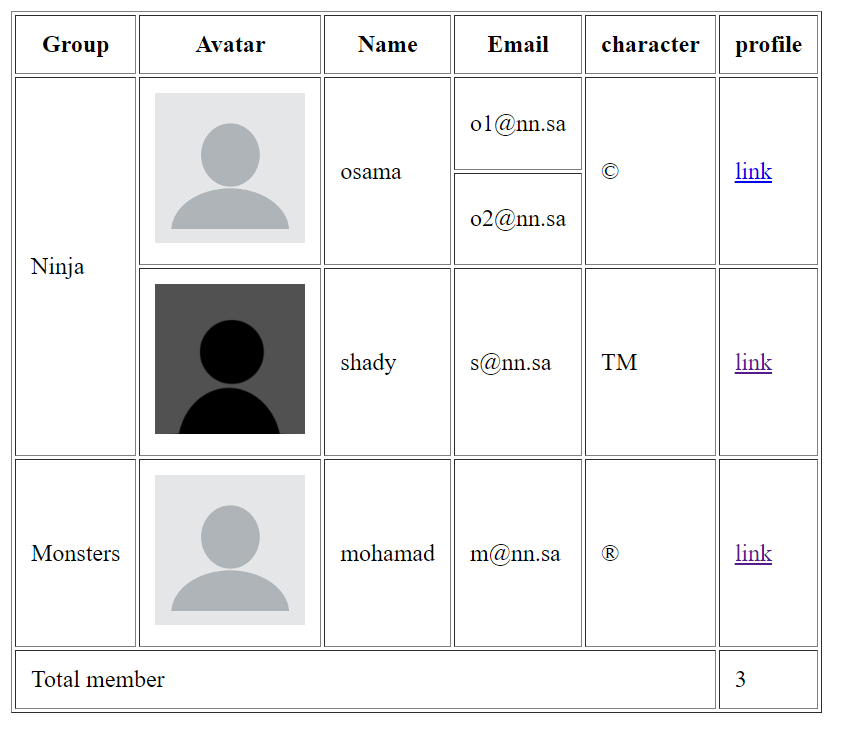 Group Avatar Name Email character profile
Ninja osama o1@nn.sa © link
o2@nn.sa
shady s@nn.sa TM link
Monsters mohamad m@nn.sa ® link
Total member 3